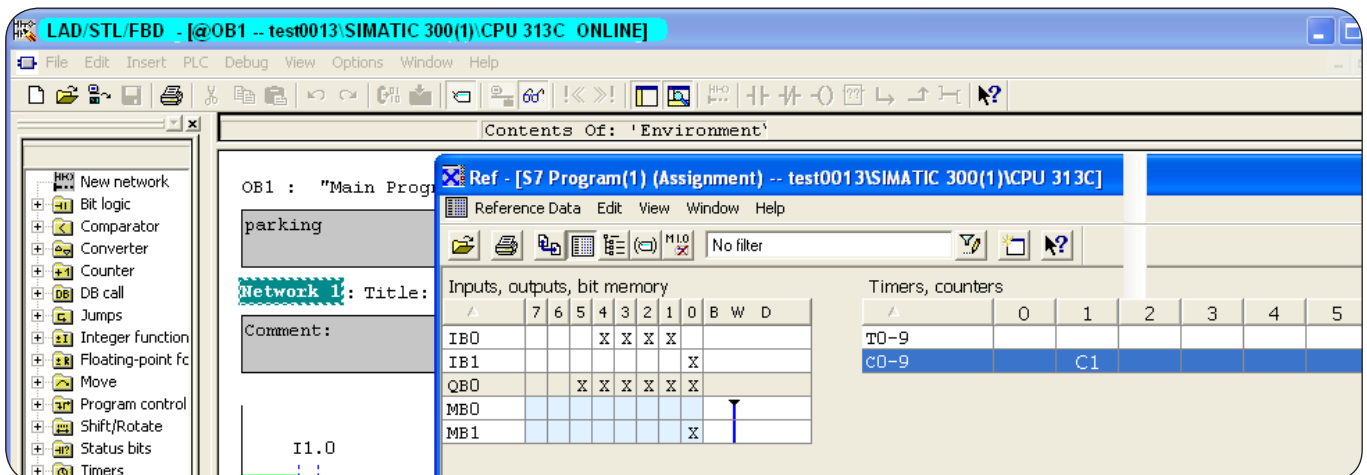 LAD/STL/FBD - [@OB1 -- test0013\SIMATIC 300(1)\CPU 313C ONLINE]
File Edit Insert PLC Debug View Options Window Help
Contents Of: 'Environment'
New network
Bit logic
Comparator
Converter
Counter
DB call
Jumps
Integer function
Floating-point fc
Move
Program control
Shift/Rotate
Status bits
Timers
OB1 : "Main Progr
parking
Network 1: Title:
Comment:
I1.0
Ref - [S7 Program(1) (Assignment) -- test0013\SIMATIC 300(1)\CPU 313C]
Reference Data Edit View Window Help
No filter
Inputs, outputs, bit memory
7 6 5 4 3 2 1 0 B W D
IB0 X X X X
IB1 X
QB0 X X X X X X
MB0
MB1 X
Timers, counters
0 1 2 3 4 5
T0-9
C0-9 C1